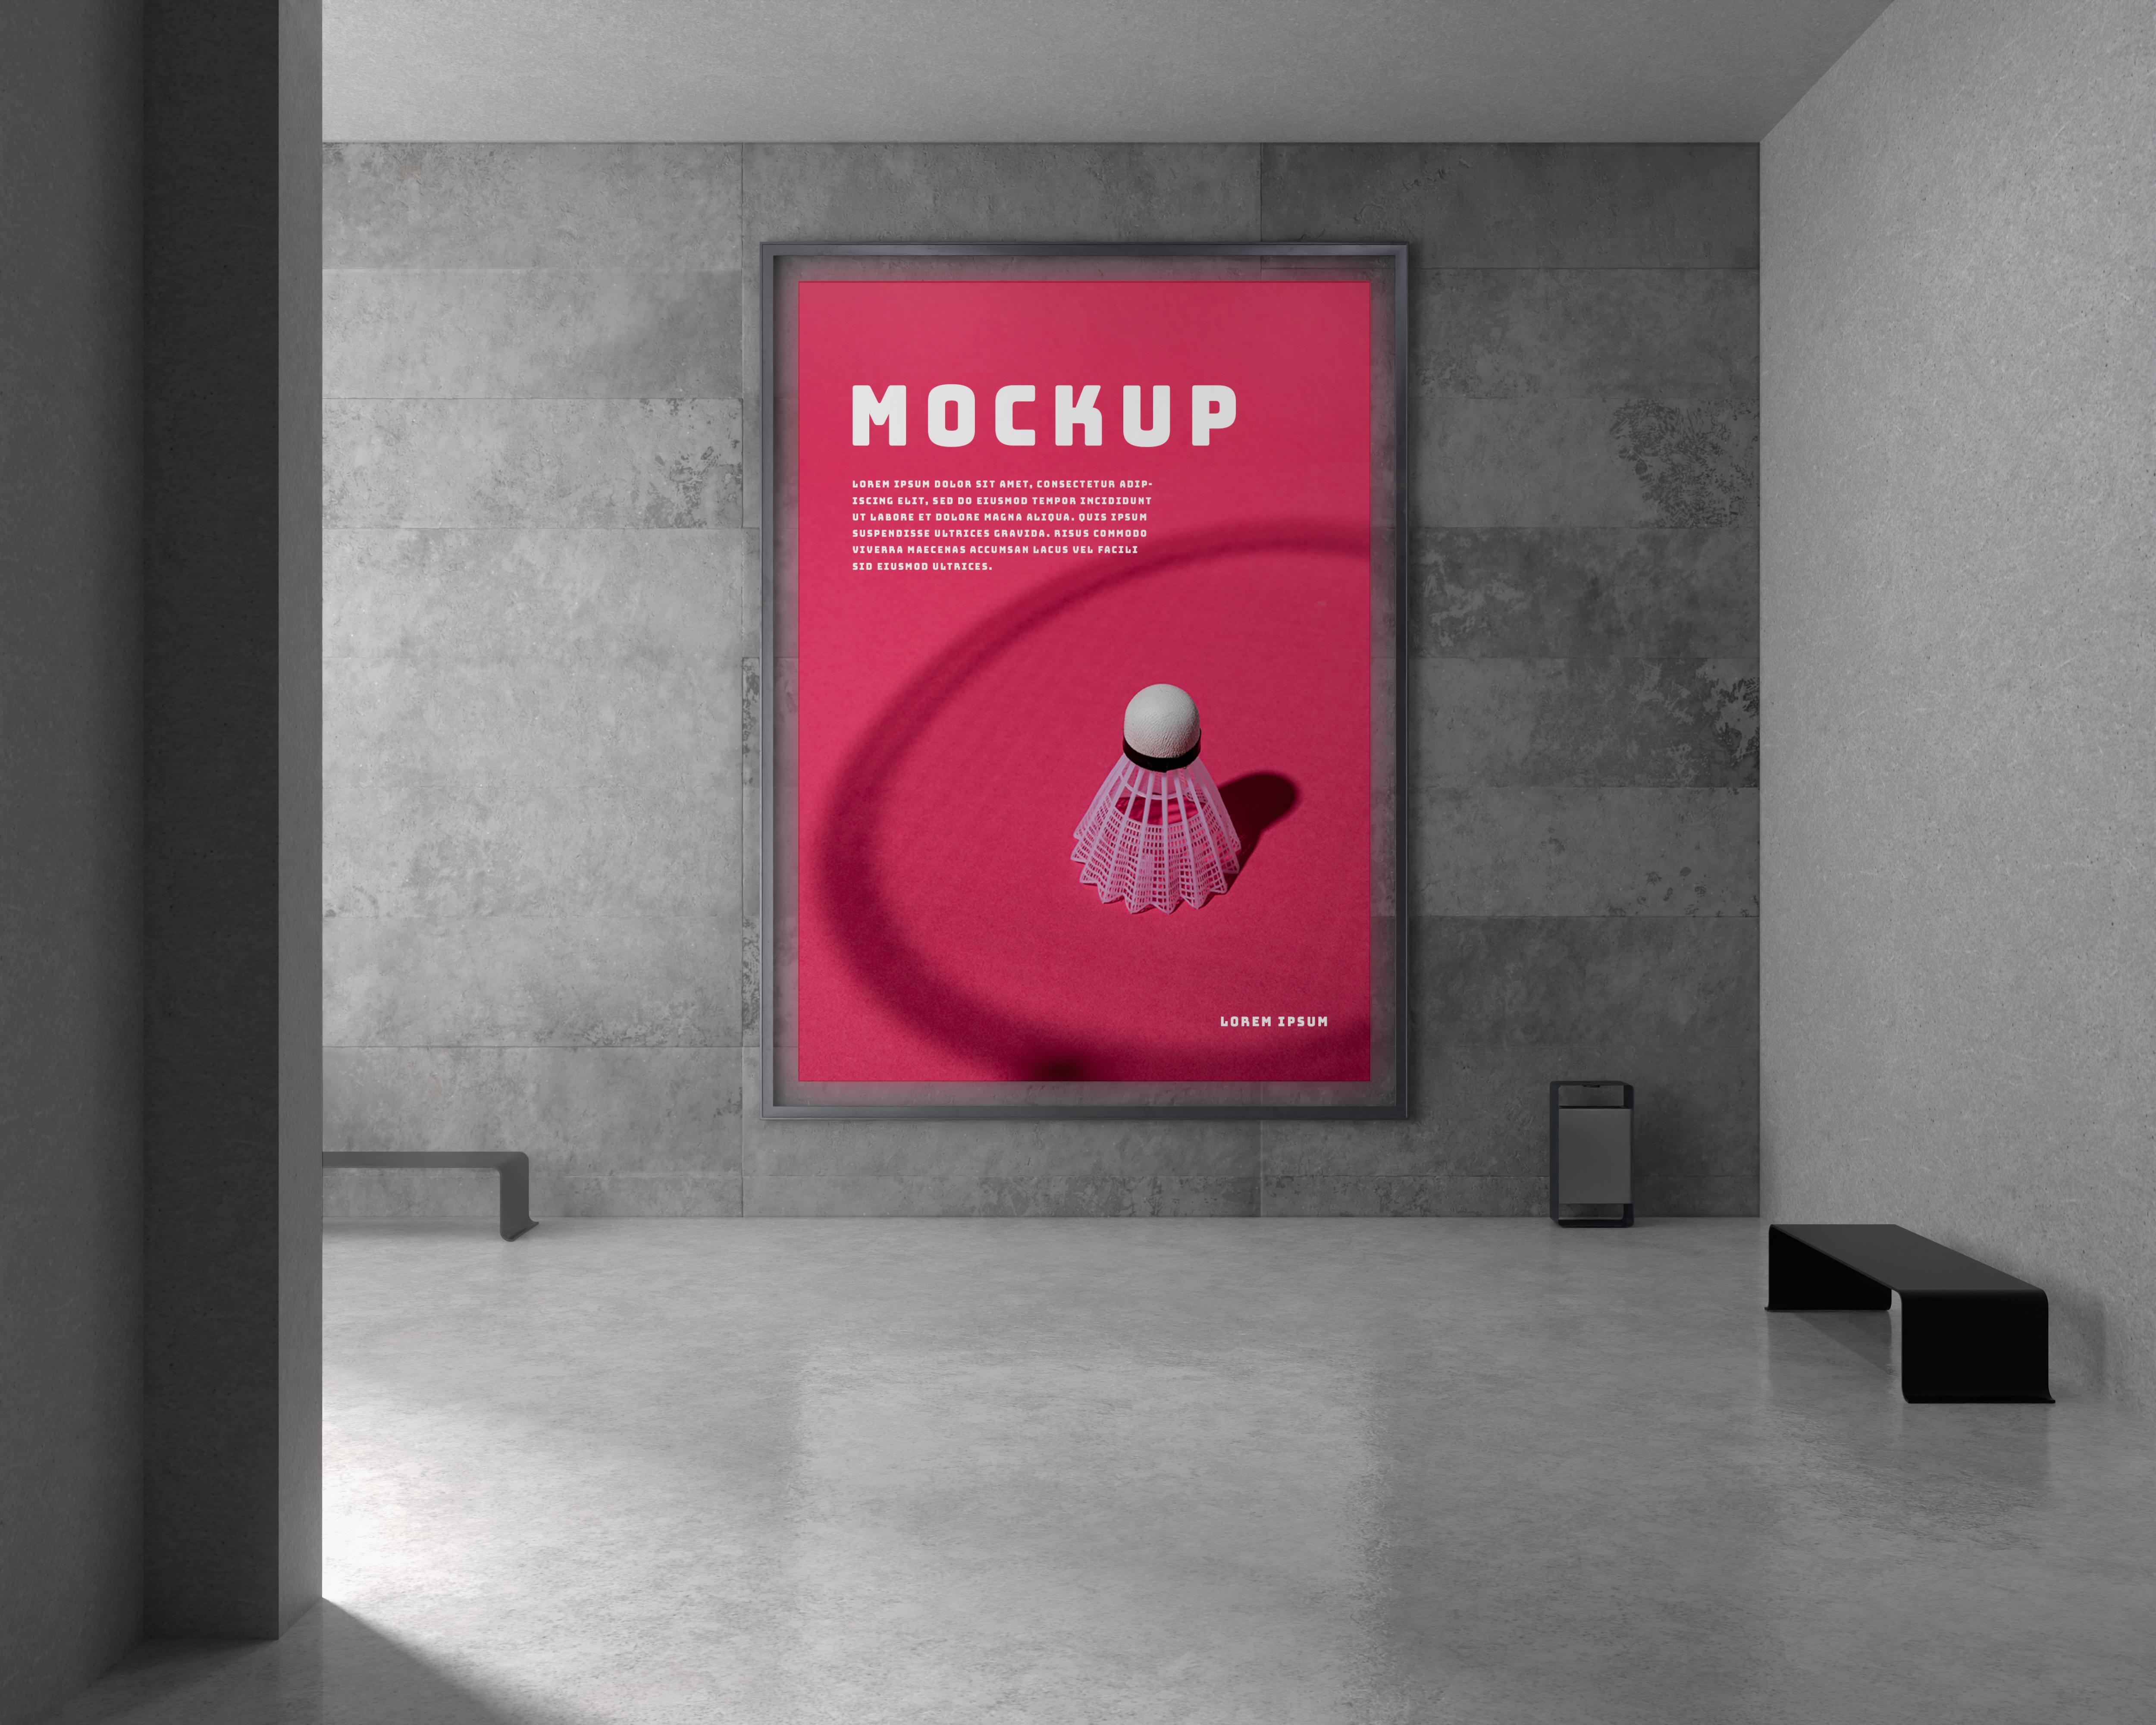 MOCKUP
LOREM IPSUM DOLOR SIT AMET, CONSECTETUR ADIP-
ISCING ELIT, SED DO EIUSMOD TEMPOR INCIDIDUNT
UT LABORE ET DOLORE MAGNA ALIQUA. QUIS IPSUM
SUSPENDISSE ULTRICES GRAVIDA. RISUS COMMODO
VIVERRA MAECENAS ACCUMSAN LACUS VEL FACILI
SID EIUSMOD ULTRICES.
LOREM IPSUM